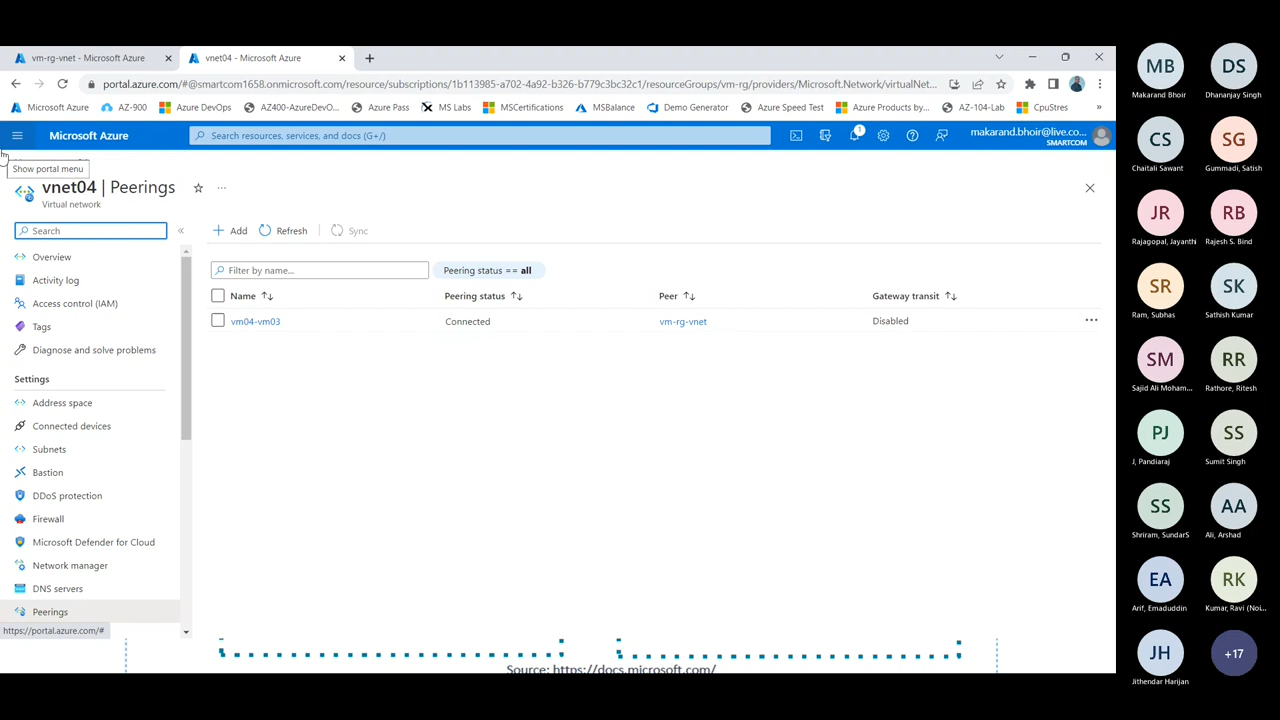 vm-rg-vnet - Microsoft Azure
vnet04 - Microsoft Azure
portal.azure.com/#@smartcom1658.onmicrosoft.com/resource/subscriptions/1b113985-a702-4a92-b326-b779c3bc32c1/resourceGroups/vm-rg/providers/Microsoft.Network/virtualNet...
Microsoft Azure
AZ-900
Azure DevOps
AZ400-AzureDevO...
Azure Pass
MS Labs
MSCertifications
MSBalance
Demo Generator
Azure Speed Test
Azure Products by...
AZ-104-Lab
CpuStres
»
Microsoft Azure
Search resources, services, and docs (G+/)
1
makarand.bhoir@live.co...
SMARTCOM
Show portal menu
vnet04 | Peerings
...
Virtual network
Search
«
Add
Refresh
Sync
Overview
Activity log
Access control (IAM)
Tags
Diagnose and solve problems
Settings
Address space
Connected devices
Subnets
Bastion
DDoS protection
Firewall
Microsoft Defender for Cloud
Network manager
DNS servers
Peerings
https://portal.azure.com/#
Filter by name...
Peering status == all
Name
Peering status
Peer
Gateway transit
vm04-vm03
Connected
vm-rg-vnet
Disabled
...
Source: https://docs.microsoft.com/
MB
Makarand Bhoir
DS
Dhananjay Singh
CS
Chaitali Sawant
SG
Gummadi, Satish
JR
Rajagopal, Jayanthi
RB
Rajesh S. Bind
SR
Ram, Subhas
SK
Sathish Kumar
SM
Sajid Ali Moham...
RR
Rathore, Ritesh
PJ
J, Pandiaraj
SS
Sumit Singh
SS
Shriram, SundarS
AA
Ali, Arshad
EA
Arif, Emaduddin
RK
Kumar, Ravi (Noi...
JH
Jithendar Harijan
+17